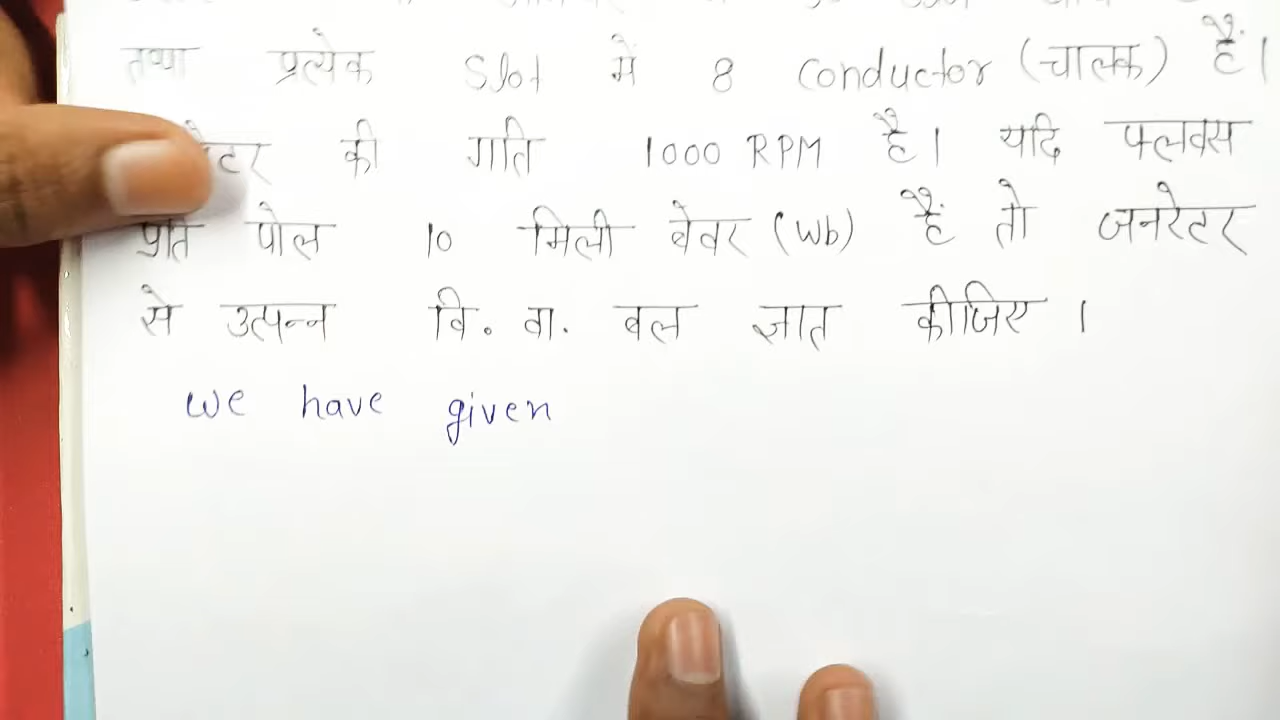 तथा प्रत्येक Slot में 8 Conductor (चालक) हैं।
की गति 1000 RPM है। यदि फ्लक्स
प्रति पोल 10 मिली वेवर (Wb) हैं तो जनरेटर
से उत्पन्न वि. वा. बल ज्ञात कीजिए ।
we have given